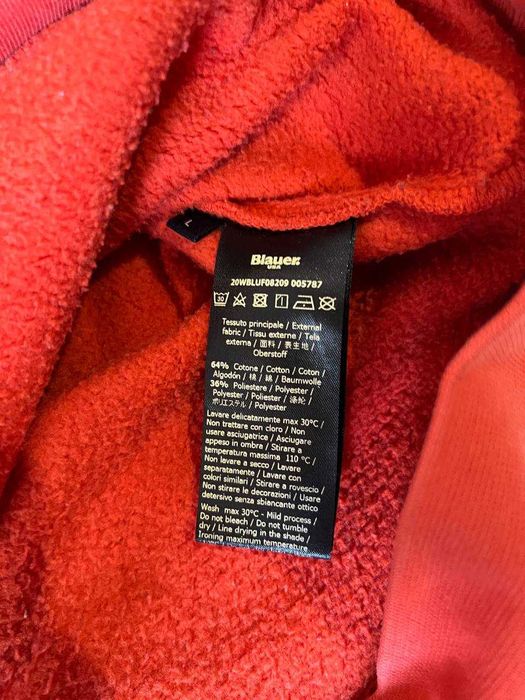 L
Blauer.
USA
20WBLUF08209 005787
30
Tessuto principale / External
fabric / Tissu externe / Tela
externa / 面料 / 表生地 /
Oberstoff
64% Cotone / Cotton / Coton /
Algodón / 棉 / 綿 / Baumwolle
36% Poliestere / Polyester /
Polyester / Poliester / 涤纶 /
ポリエステル / Polyester
Lavare delicatamente max 30°C /
Non trattare con cloro / Non
usare asciugatrice / Asciugare
appeso in ombra / Stirare a
temperatura massima 110 °C /
Non lavare a secco / Lavare
separatamente / Lavare con
colori similari / Stirare a rovescio /
Non stirare le decorazioni / Usare
detersivo senza sbiancante ottico
Wash max 30°C - Mild process /
Do not bleach / Do not tumble
dry / Line drying in the shade /
Ironing maximum temperature